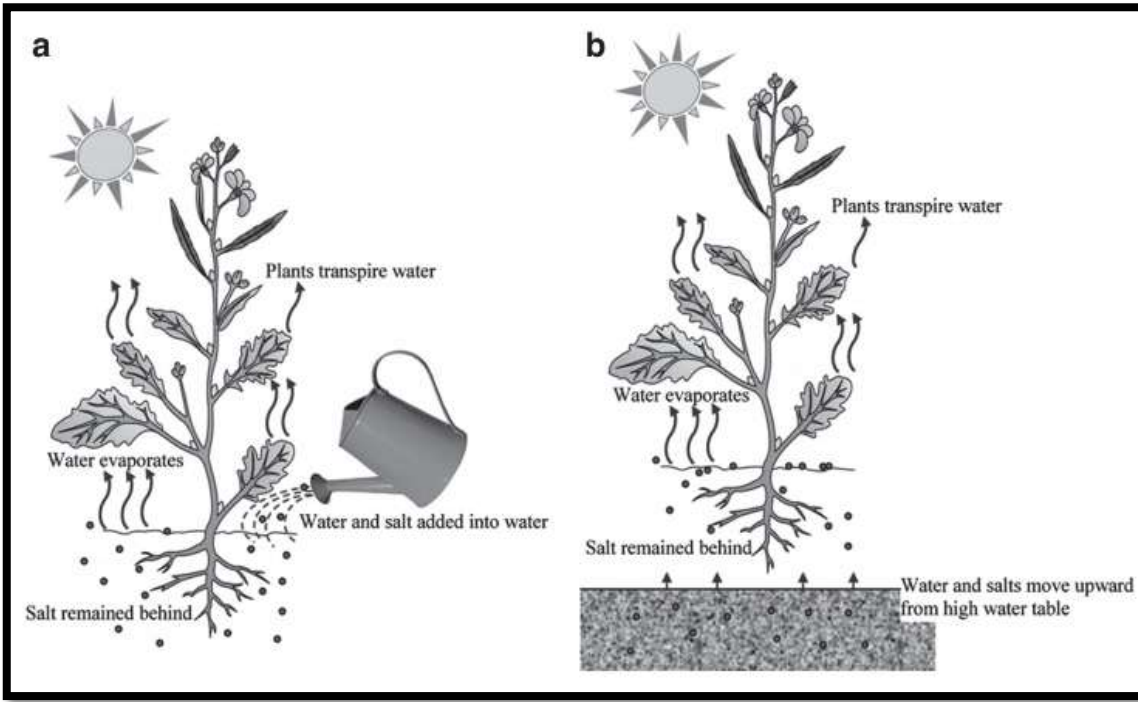 a
Plants transpire water
Water evaporates
Water and salt added into water
Salt remained behind
b
Plants transpire water
Water evaporates
Salt remained behind
Water and salts move upward
from high water table